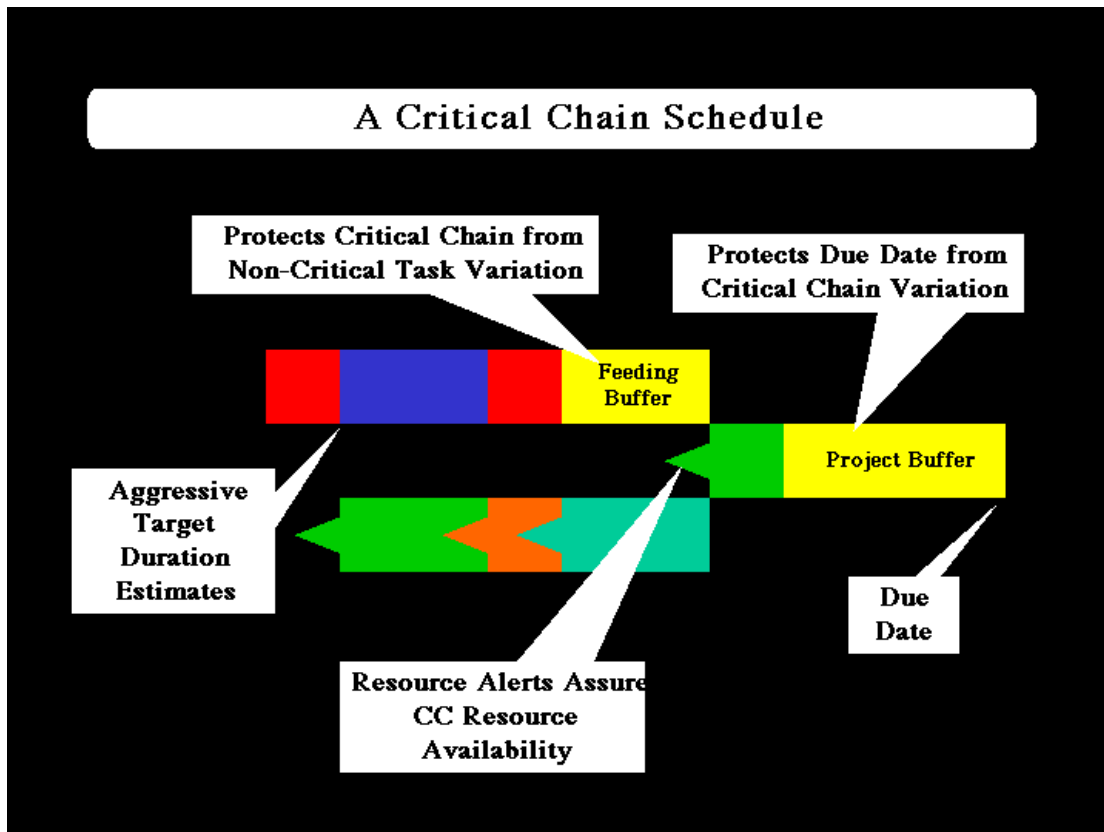 A Critical Chain Schedule
Protects Critical Chain from
Non-Critical Task Variation
Protects Due Date from
Critical Chain Variation
Feeding
Buffer
Project Buffer
Aggressive
Target
Duration
Estimates
Due
Date
Resource Alerts Assure
CC Resource
Availability